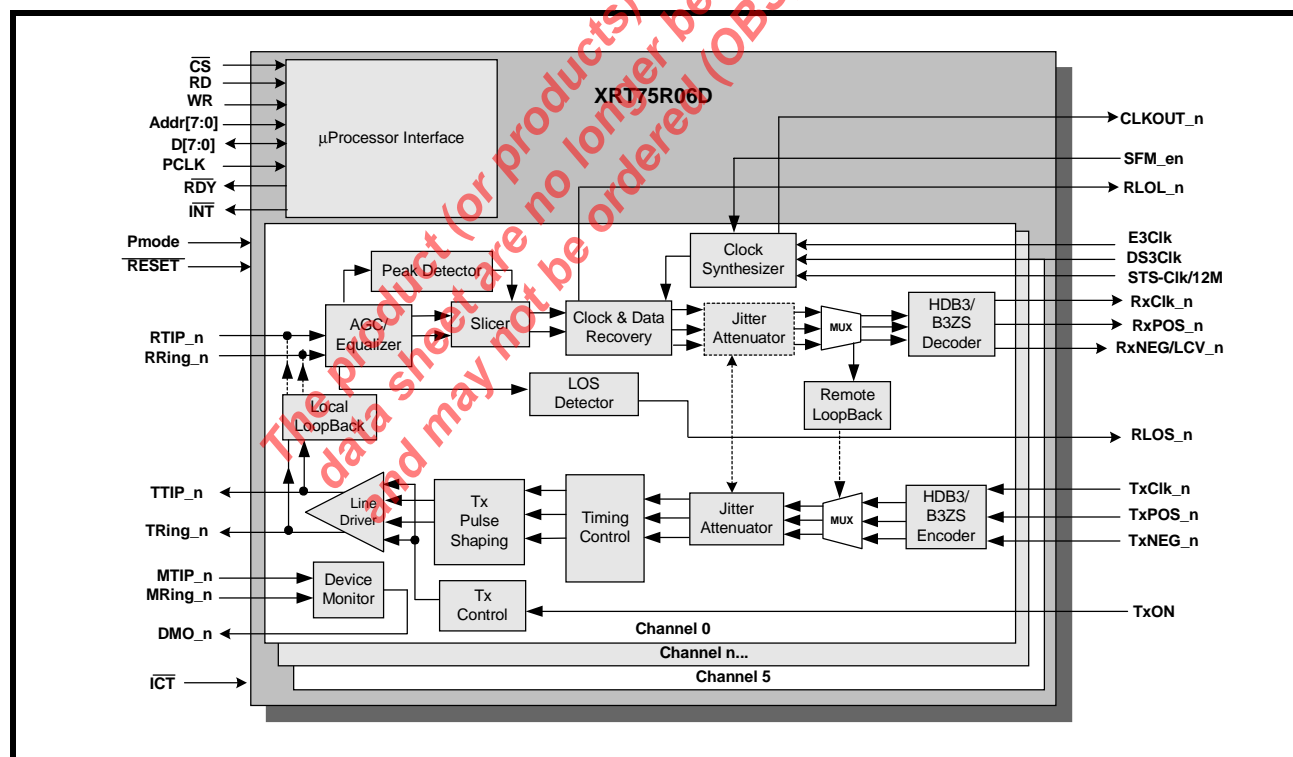 XRT75R06D
CS
RD
WR
Addr[7:0]
D[7:0]
PCLK
RDY
INT
Pmode
RESET
RTIP_n
RRing_n
TTIP_n
TRing_n
MTIP_n
MRing_n
DMO_n
ICT
µProcessor Interface
Peak Detector
AGC/
Equalizer
Slicer
Clock & Data
Recovery
Clock
Synthesizer
Jitter
Attenuator
MUX
HDB3/
B3ZS
Decoder
LOS
Detector
Remote
LoopBack
Local
LoopBack
Line
Driver
Tx
Pulse
Shaping
Timing
Control
Jitter
Attenuator
MUX
HDB3/
B3ZS
Encoder
Device
Monitor
Tx
Control
Channel 0
Channel n...
Channel 5
CLKOUT_n
SFM_en
RLOL_n
E3Clk
DS3Clk
STS-Clk/12M
RxClk_n
RxPOS_n
RxNEG/LCV_n
RLOS_n
TxClk_n
TxPOS_n
TxNEG_n
TxON
The product (or products)
data sheet are no longer be
and may not be ordered (OBS